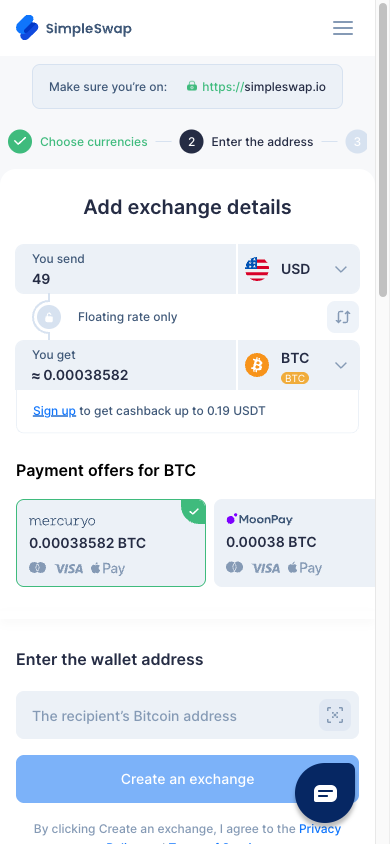 SimpleSwap
Make sure you're on: https://simpleswap.io
Choose currencies 2 Enter the address 3
Add exchange details
You send
49
USD
Floating rate only
You get
≈ 0.00038582
BTC
BTC
Sign up to get cashback up to 0.19 USDT
Payment offers for BTC
mercuryo
0.00038582 BTC
VISA Pay
MoonPay
0.00038 BTC
VISA Pay
Enter the wallet address
The recipient's Bitcoin address
Create an exchange
By clicking Create an exchange, I agree to the Privacy